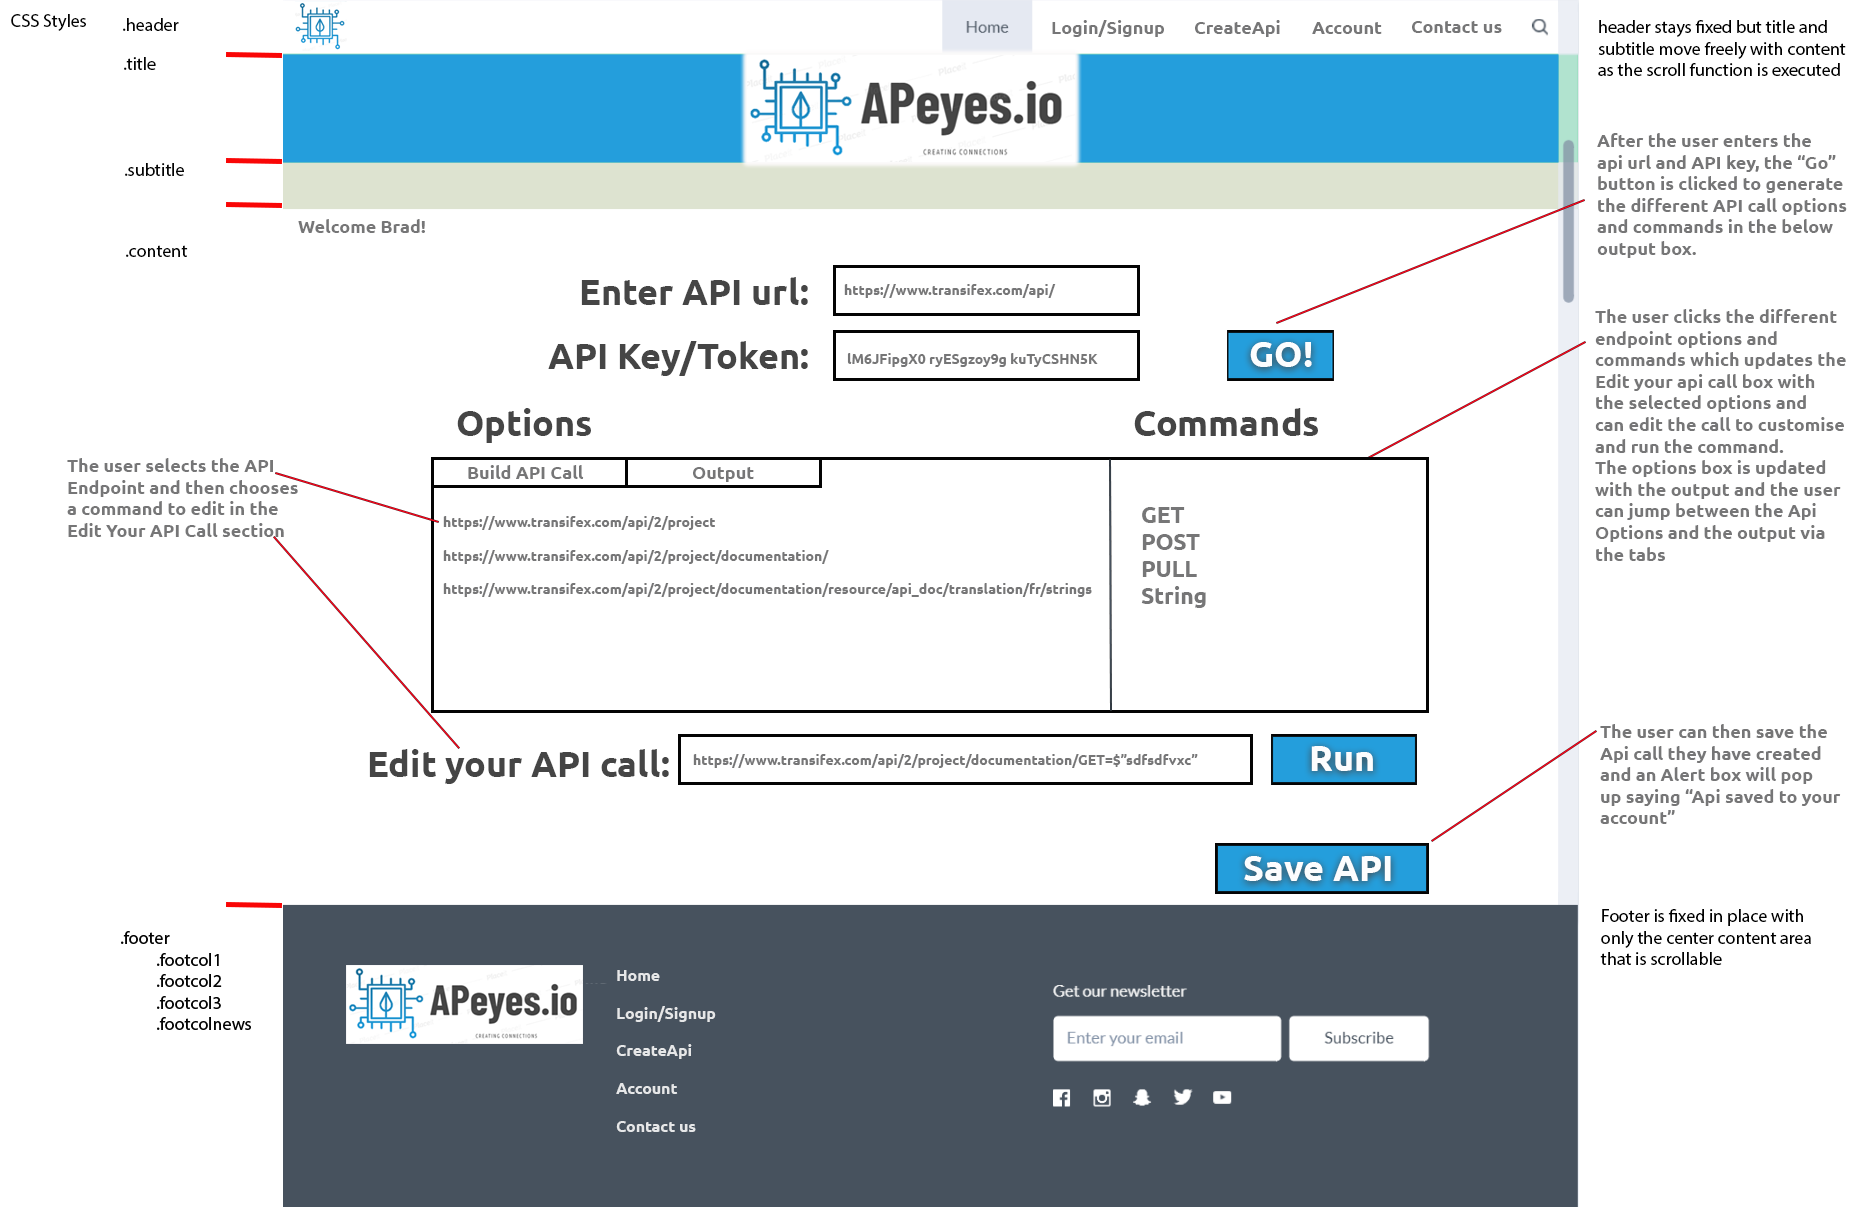 CSS Styles
.header
.title
.subtitle
.content
Home
Login/Signup
CreateApi
Account
Contact us
header stays fixed but title and
subtitle move freely with content
as the scroll function is executed
APeyes.io
CREATING CONNECTIONS
Welcome Brad!
After the user enters the
api url and API key, the “Go”
button is clicked to generate
the different API call options
and commands in the below
output box.
Enter API url:
https://www.transifex.com/api/
API Key/Token:
lM6JFipgX0 ryESgzoy9g kuTyCSHN5K
GO!
The user clicks the different
endpoint options and
commands which updates the
Edit your api call box with
the selected options and
can edit the call to customise
and run the command.
The options box is updated
with the output and the user
can jump between the Api
Options and the output via
the tabs
Options
Commands
The user selects the API
Endpoint and then chooses
a command to edit in the
Edit Your API Call section
Build API Call
Output
https://www.transifex.com/api/2/project
https://www.transifex.com/api/2/project/documentation/
https://www.transifex.com/api/2/project/documentation/resource/api_doc/translation/fr/strings
GET
POST
PULL
String
Edit your API call:
https://www.transifex.com/api/2/project/documentation/GET=$”sdfsdfvxc”
Run
The user can then save the
Api call they have created
and an Alert box will pop
up saying “Api saved to your
account”
Save API
.footer
.footcol1
.footcol2
.footcol3
.footcolnews
Footer is fixed in place with
only the center content area
that is scrollable
APeyes.io
CREATING CONNECTIONS
Home
Login/Signup
CreateApi
Account
Contact us
Get our newsletter
Enter your email
Subscribe